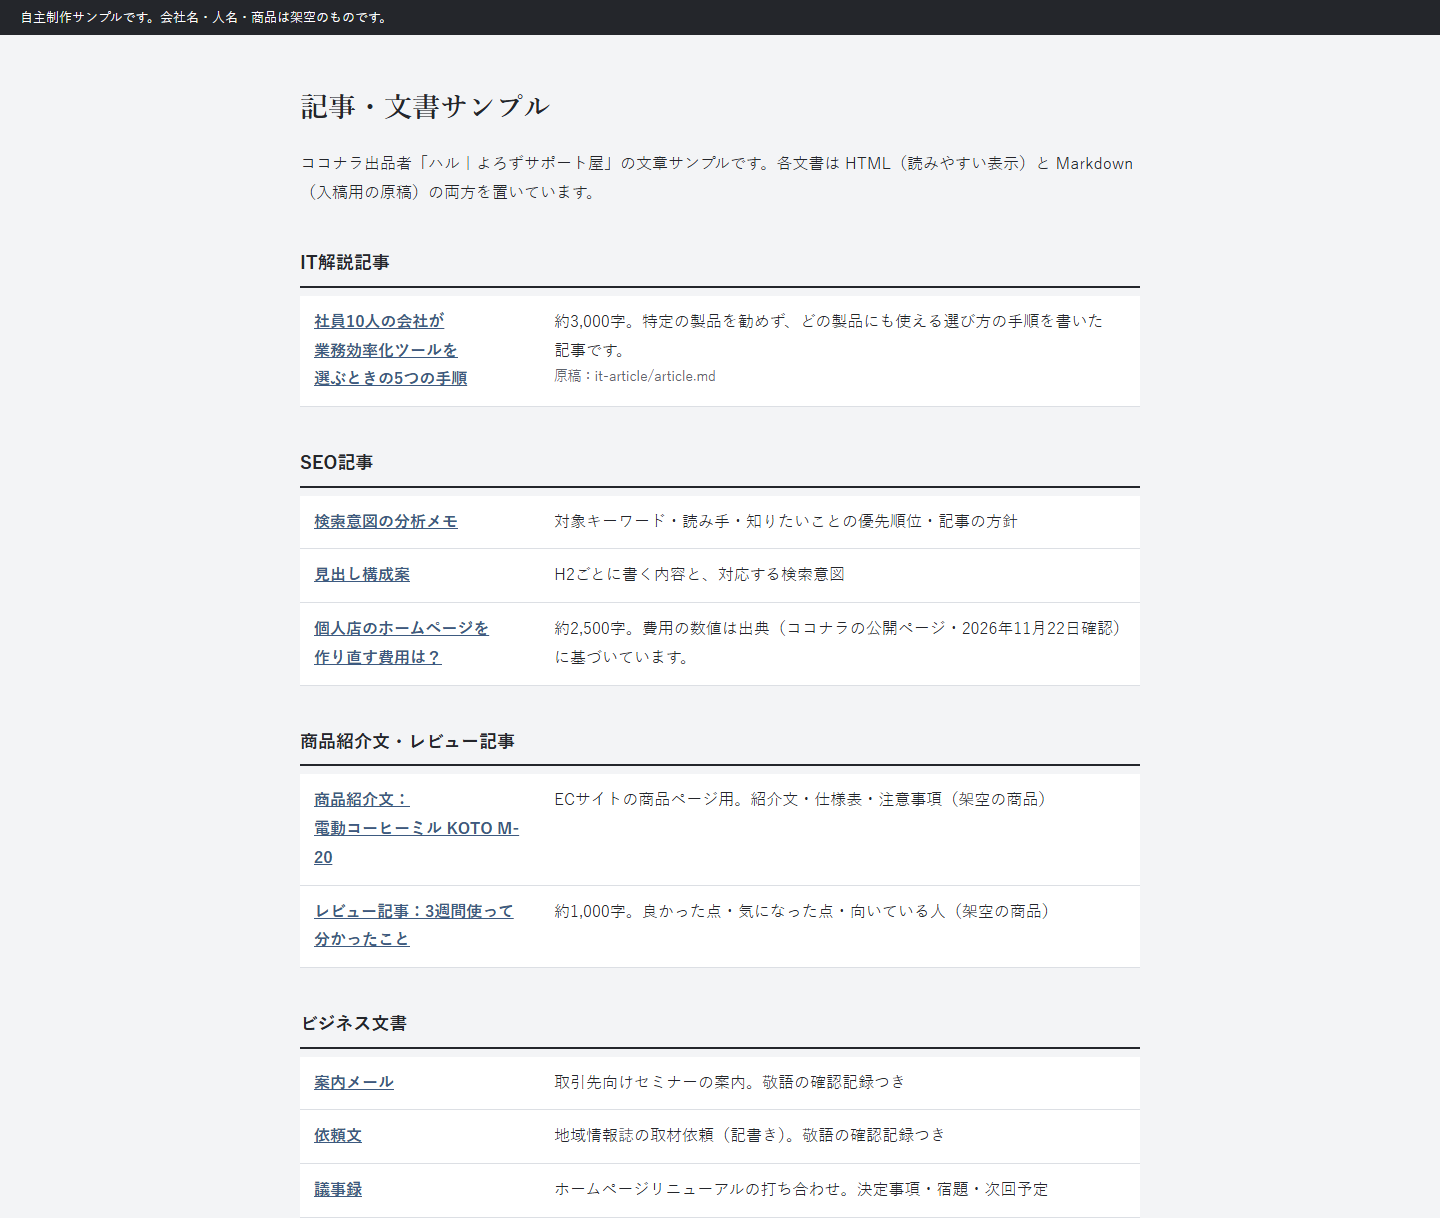 自主制作サンプルです。会社名・人名・商品は架空のものです。
記事・文書サンプル
ココナラ出品者「ハル｜よろずサポート屋」の文章サンプルです。各文書は HTML（読みやすい表示）と Markdown
（入稿用の原稿）の両方を置いています。
IT解説記事
社員10人の会社が
業務効率化ツールを
選ぶときの5つの手順
約3,000字。特定の製品を勧めず、どの製品にも使える選び方の手順を書いた
記事です。
原稿：it-article/article.md
SEO記事
検索意図の分析メモ
対象キーワード・読み手・知りたいことの優先順位・記事の方針
見出し構成案
H2ごとに書く内容と、対応する検索意図
個人店のホームページを
作り直す費用は？
約2,500字。費用の数値は出典（ココナラの公開ページ・2026年11月22日確認）
に基づいています。
商品紹介文・レビュー記事
商品紹介文：
電動コーヒーミル KOTO M-
20
ECサイトの商品ページ用。紹介文・仕様表・注意事項（架空の商品）
レビュー記事：3週間使って
分かったこと
約1,000字。良かった点・気になった点・向いている人（架空の商品）
ビジネス文書
案内メール
取引先向けセミナーの案内。敬語の確認記録つき
依頼文
地域情報誌の取材依頼（記書き）。敬語の確認記録つき
議事録
ホームページリニューアルの打ち合わせ。決定事項・宿題・次回予定